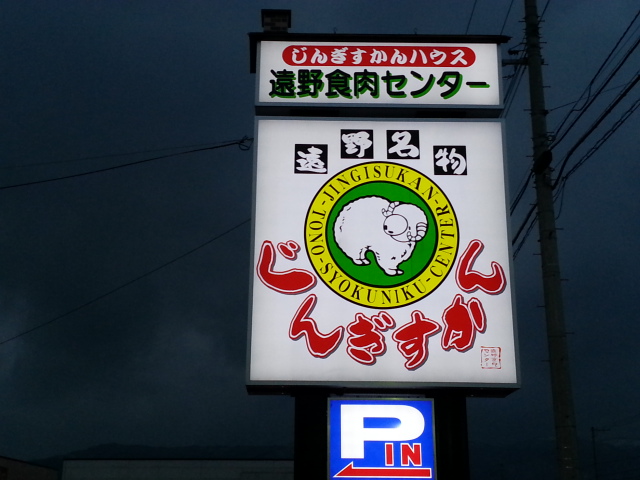 じんぎすかんハウス
遠野食肉センター
遠野名物
JINGISUKAN
TONO-SYOKUNIKU-CENTER
じんぎすかん
P
IN